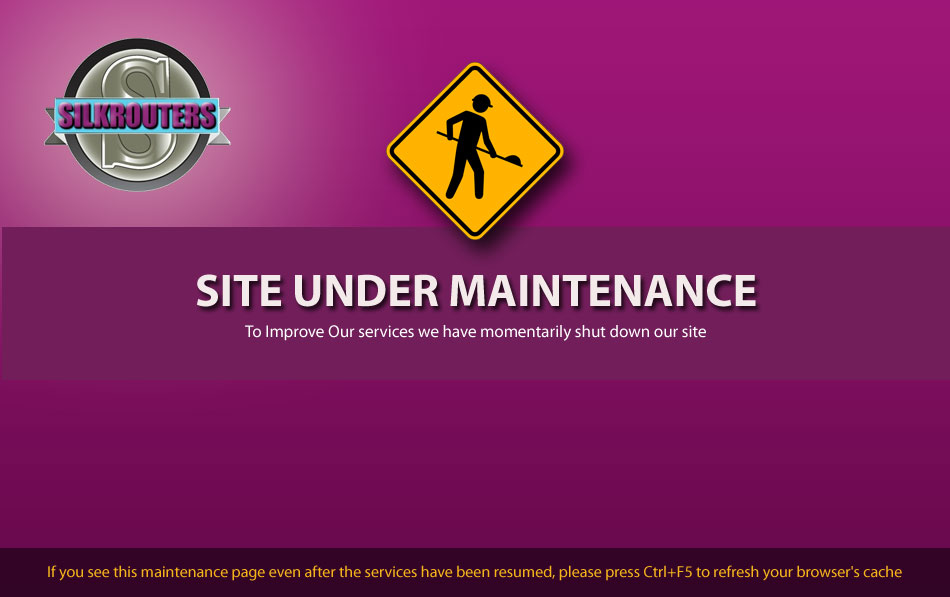 S
SILKROUTERS
SITE UNDER MAINTENANCE
To Improve Our services we have momentarily shut down our site
If you see this maintenance page even after the services have been resumed, please press Ctrl+F5 to refresh your browser's cache